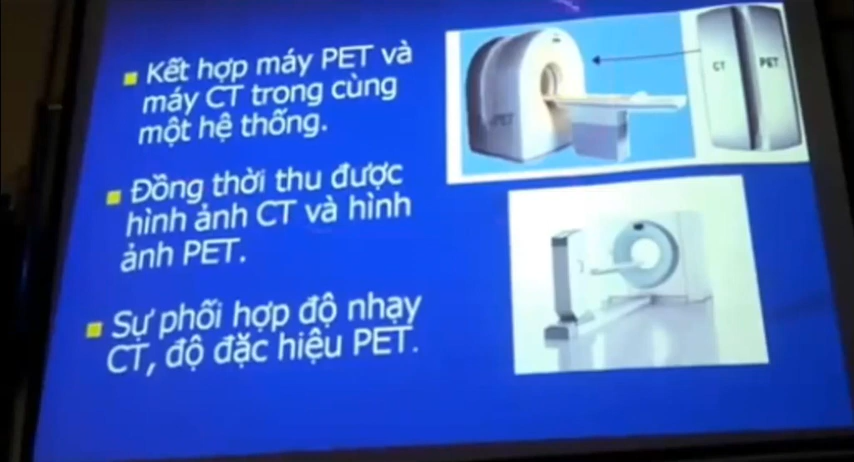 Kết hợp máy PET và
máy CT trong cùng
một hệ thống.
Đồng thời thu được
hình ảnh CT và hình
ảnh PET.
Sự phối hợp độ nhạy
CT, độ đặc hiệu PET.
CT
PET
PET